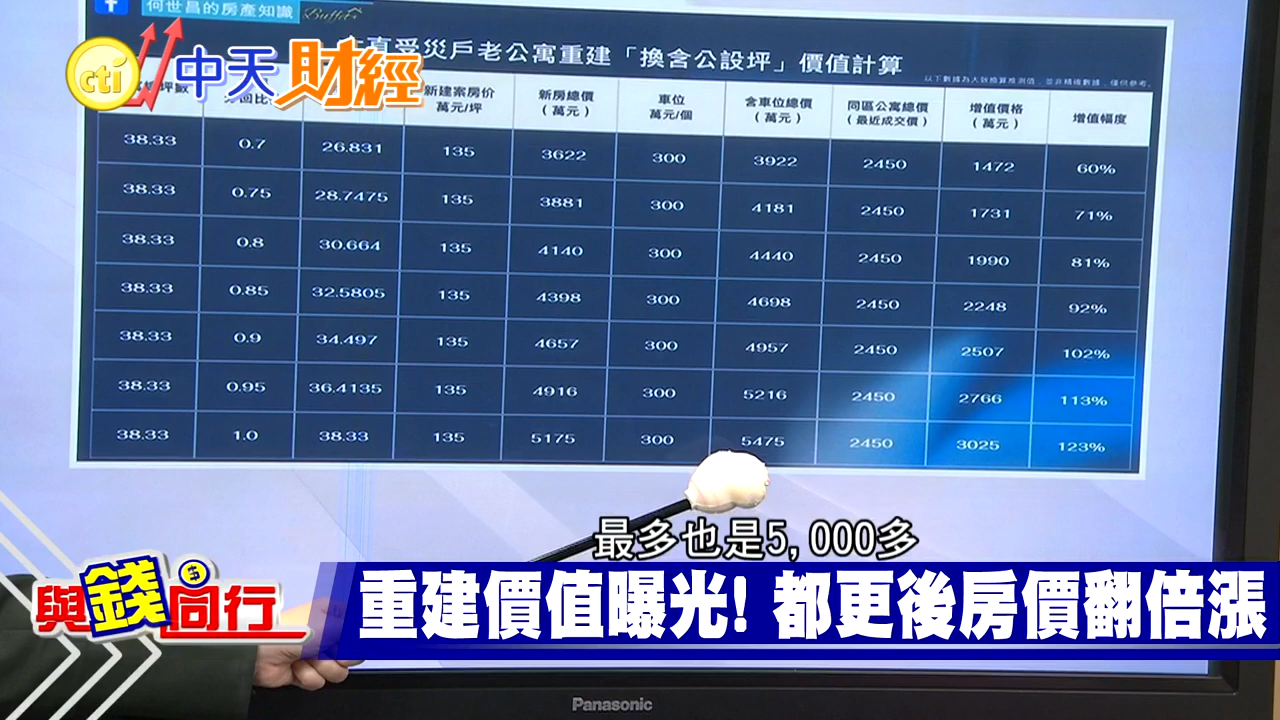 何世昌的房產知識
Buffett
直受災戶老公寓重建「換含公設坪」價值計算
以下數據為大致換算推測值，並非精確數據，僅供參考。
cti 中天財經
新建案房價 萬元/坪 新房總價 (萬元) 車位 萬元/個 含車位總價 (萬元) 同區公寓總價 (最近成交價) 增值價格 (萬元) 增值幅度
38.33 0.7 26.831 135 3622 300 3922 2450 1472 60%
38.33 0.75 28.7475 135 3881 300 4181 2450 1731 71%
38.33 0.8 30.664 135 4140 300 4440 2450 1990 81%
38.33 0.85 32.5805 135 4398 300 4698 2450 2248 92%
38.33 0.9 34.497 135 4657 300 4957 2450 2507 102%
38.33 0.95 36.4135 135 4916 300 5216 2450 2766 113%
38.33 1.0 38.33 135 5175 300 5475 2450 3025 123%
最多也是5,000多
與錢同行
重建價值曝光! 都更後房價翻倍漲
Panasonic